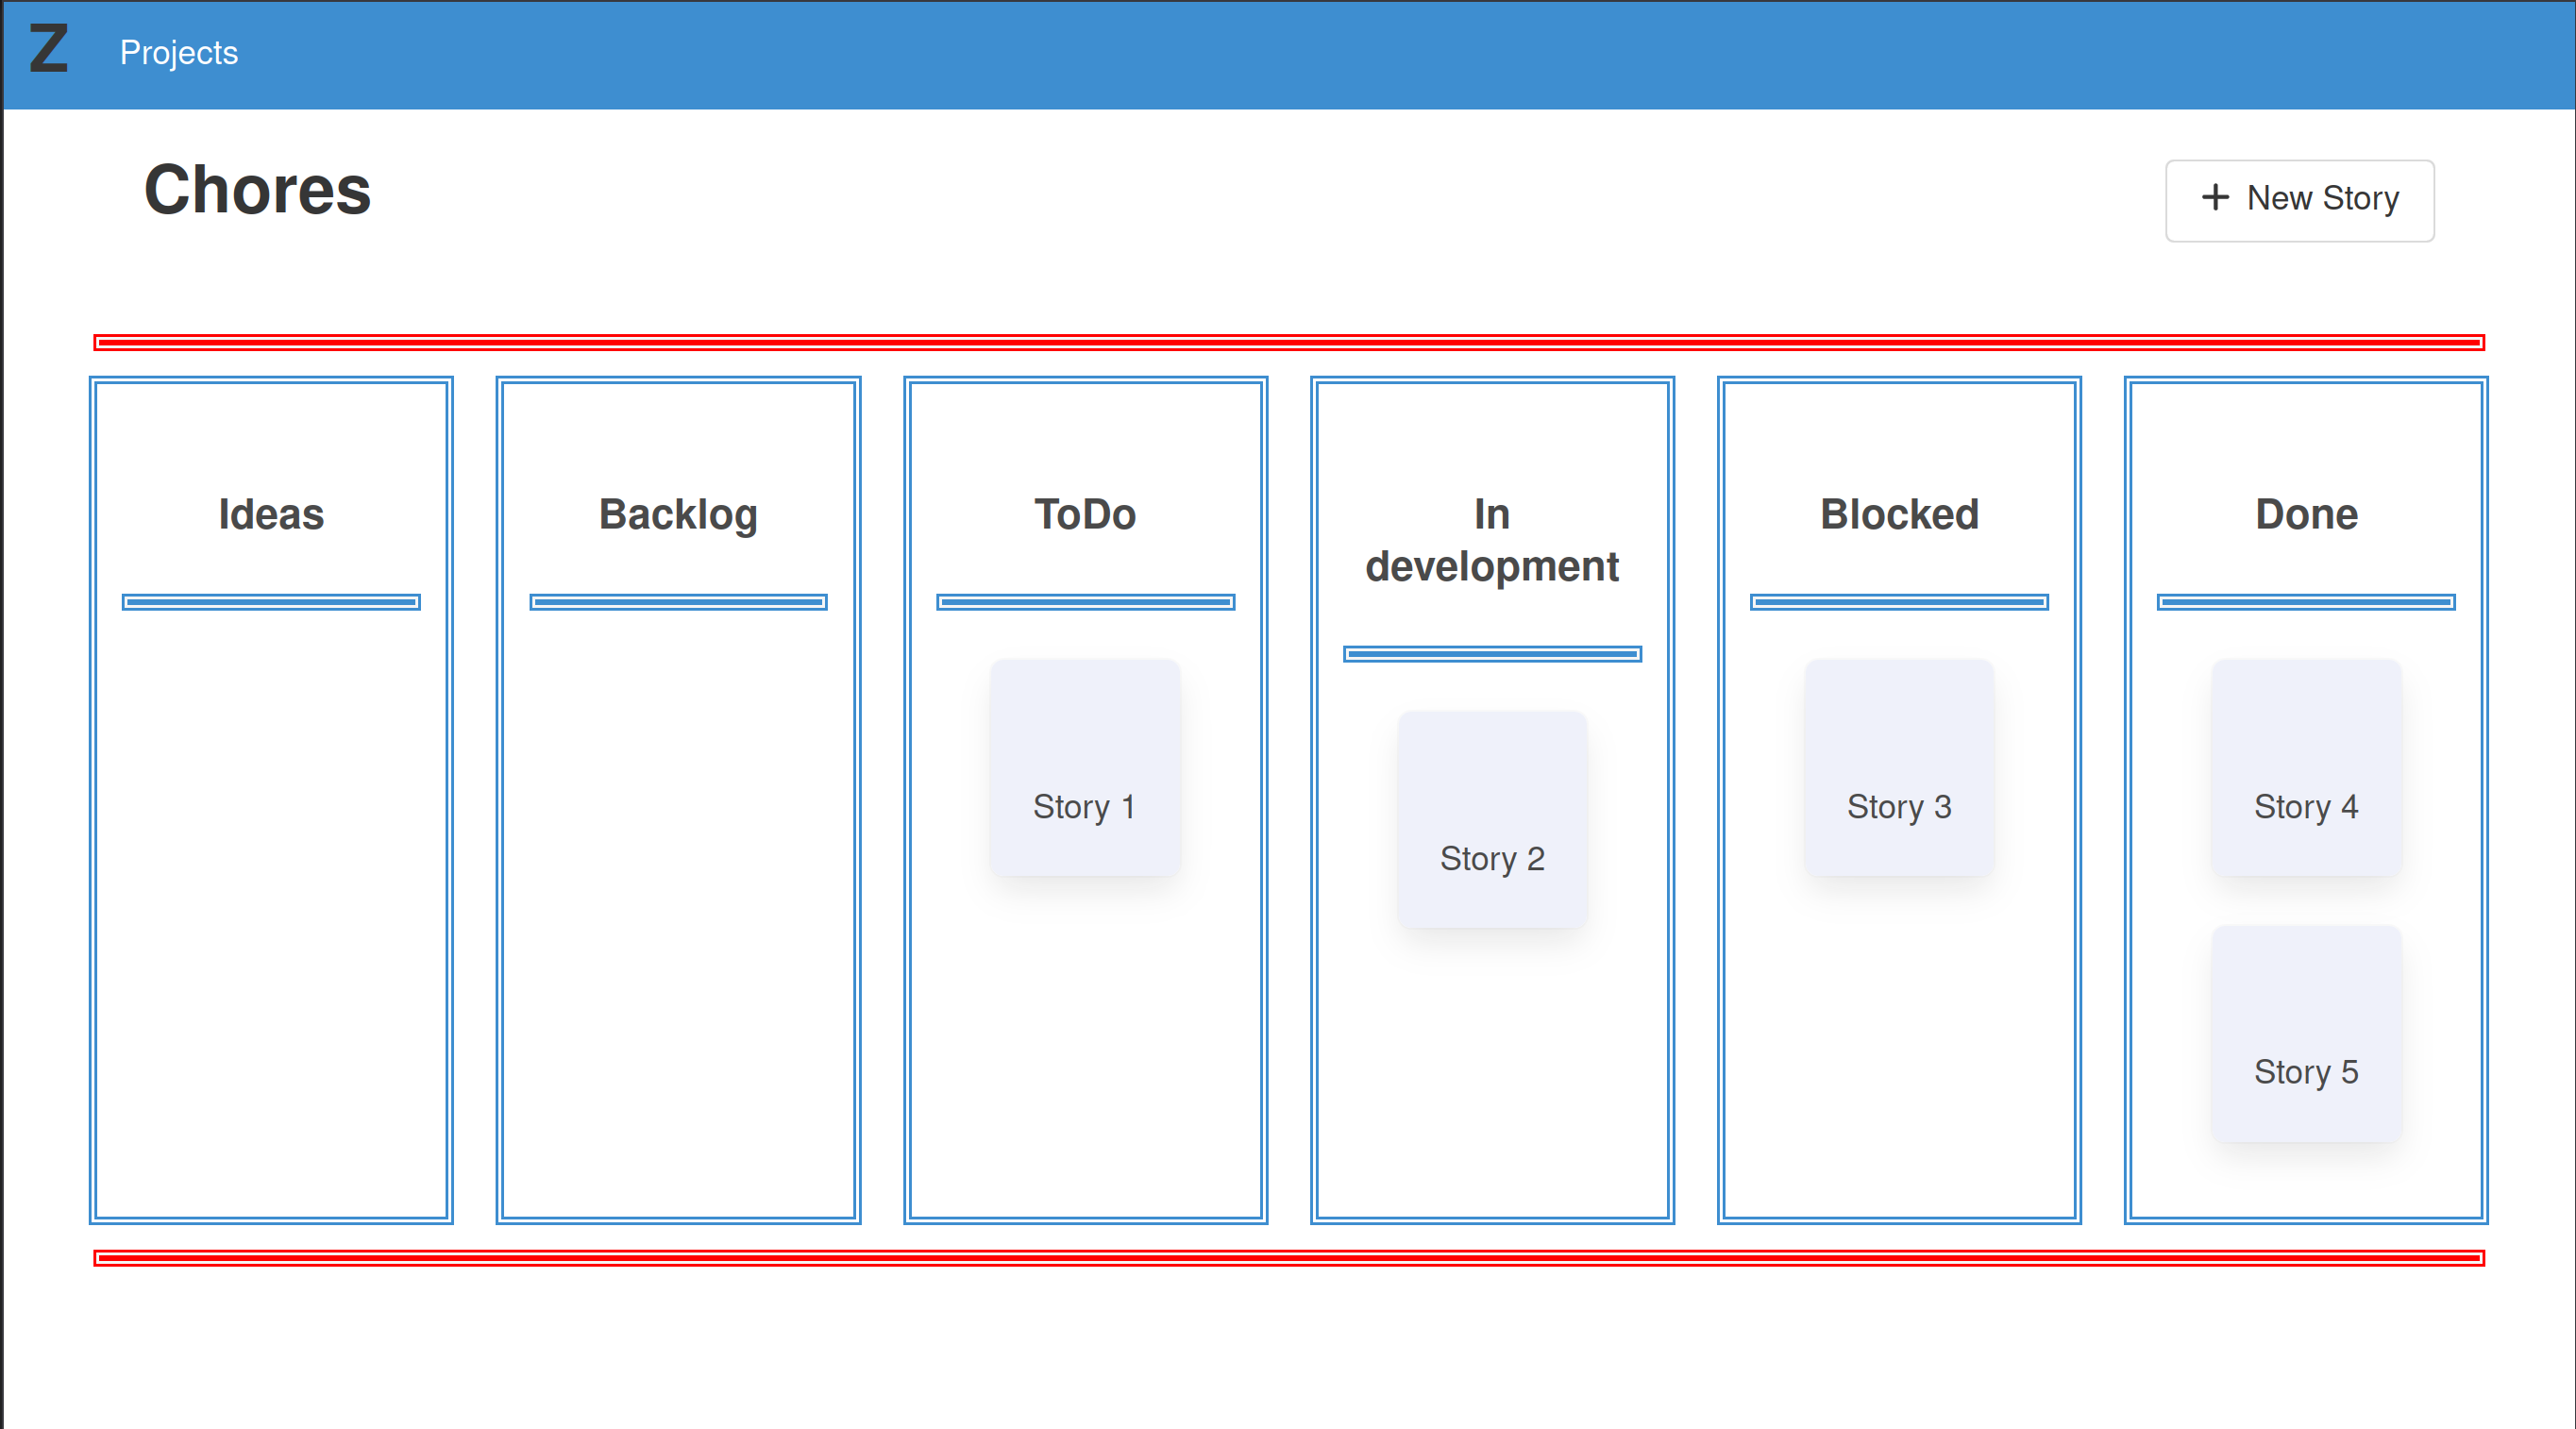 Z Projects
Chores
+ New Story
Ideas
Backlog
ToDo
In
development
Blocked
Done
Story 1
Story 2
Story 3
Story 4
Story 5